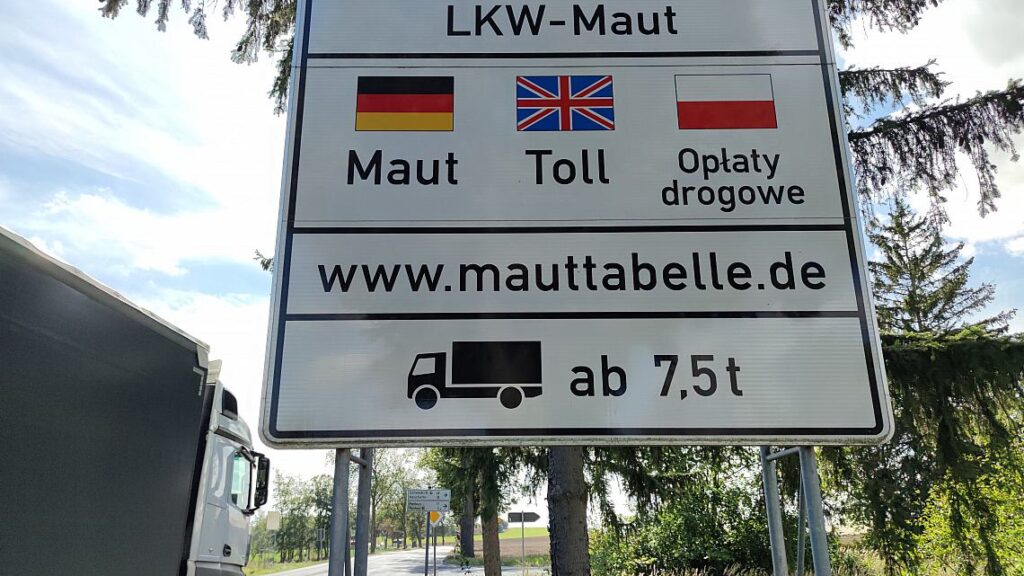 LKW-Maut
Maut
Toll
Opłaty
drogowe
www.mauttabelle.de
ab 7,5t